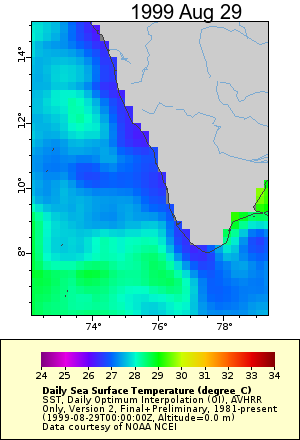 1999 Aug 29
14°
12°
10°
8°
74° 76° 78°
24 25 26 27 28 29 30 31 32 33 34
Daily Sea Surface Temperature (degree_C)
SST, Daily Optimum Interpolation (OI), AVHRR
Only, Version 2, Final+Preliminary, 1981-present
(1999-08-29T00:00:00Z, Altitude=0.0 m)
Data courtesy of NOAA NCEI